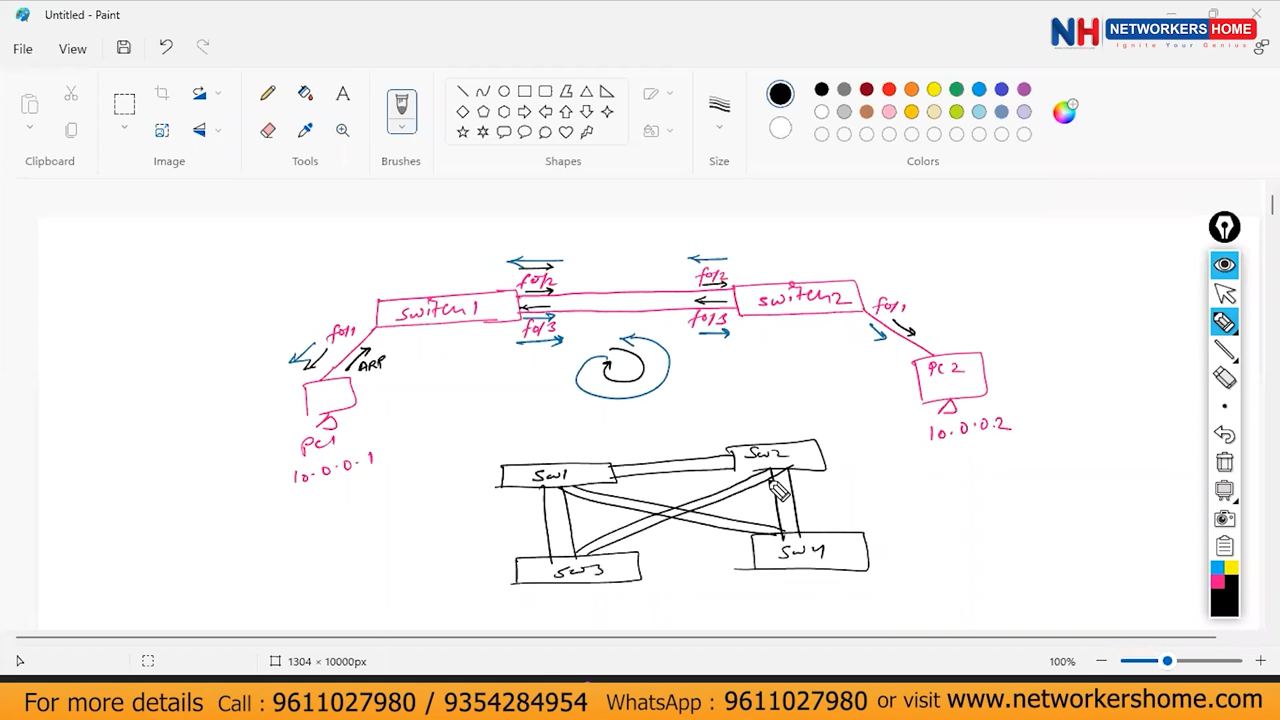 Untitled - Paint
NH NETWORKERS HOME
Ignite Your Genius
File View
Clipboard Image Tools Brushes Shapes Size Colors
f0/2 f0/2
switch1 switch2
f0/1 f0/3 f0/3 f0/1
ARP
PC2
PC1
10.0.0.1
10.0.0.2
SW1 SW2
SW3 SW4
1304 × 10000px 100%
For more details Call : 9611027980 / 9354284954 WhatsApp : 9611027980 or visit www.networkershome.com